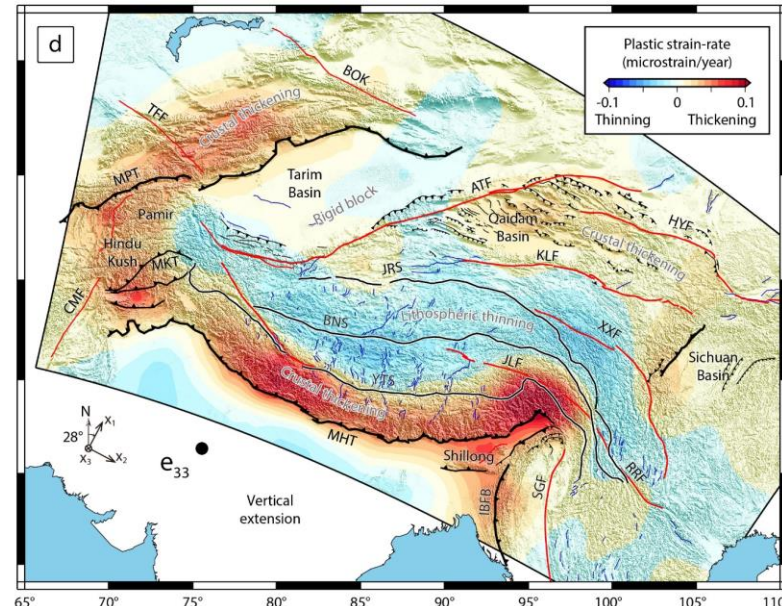 d
Plastic strain-rate
(microstrain/year)
-0.1 0 0.1
Thinning Thickening
BOK
TFF
Crustal thickening
MPT
Tarim
Basin
Rigid block
ATF
Pamir
Qaidam
Basin
HYF
Crustal thickening
Hindu
Kush
MKT
JRS
KLF
CMF
BNS
Lithospheric thinning
XXF
Sichuan
Basin
YTS
JLF
Crustal thickening
MHT
N
X₁
28°
X₃
X₂
e₃₃
Vertical
extension
Shillong
IBFB
SGF
RRF
65° 70° 75° 80° 85° 90° 95° 100° 105° 110